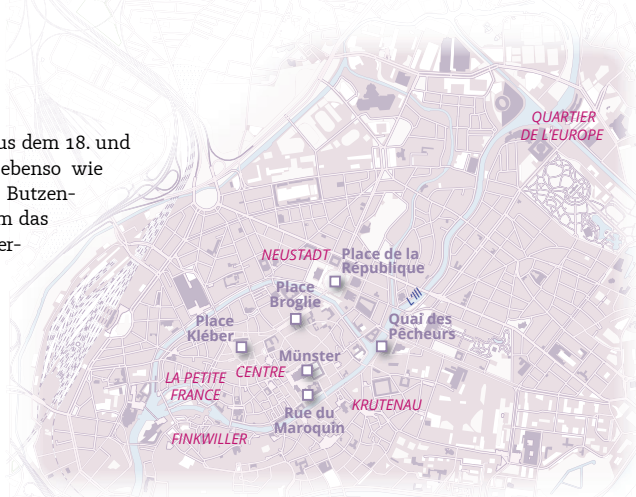 us dem 18. und
ebenso wie
Butzen-
m das
er-
QUARTIER
DE L'EUROPE
NEUSTADT
Place de la
République
Place
Broglie
L'Ill
Place
Kléber
Quai des
Pêcheurs
Münster
CENTRE
LA PETITE
FRANCE
Rue du
Maroquin
KRUTENAU
FINKWILLER